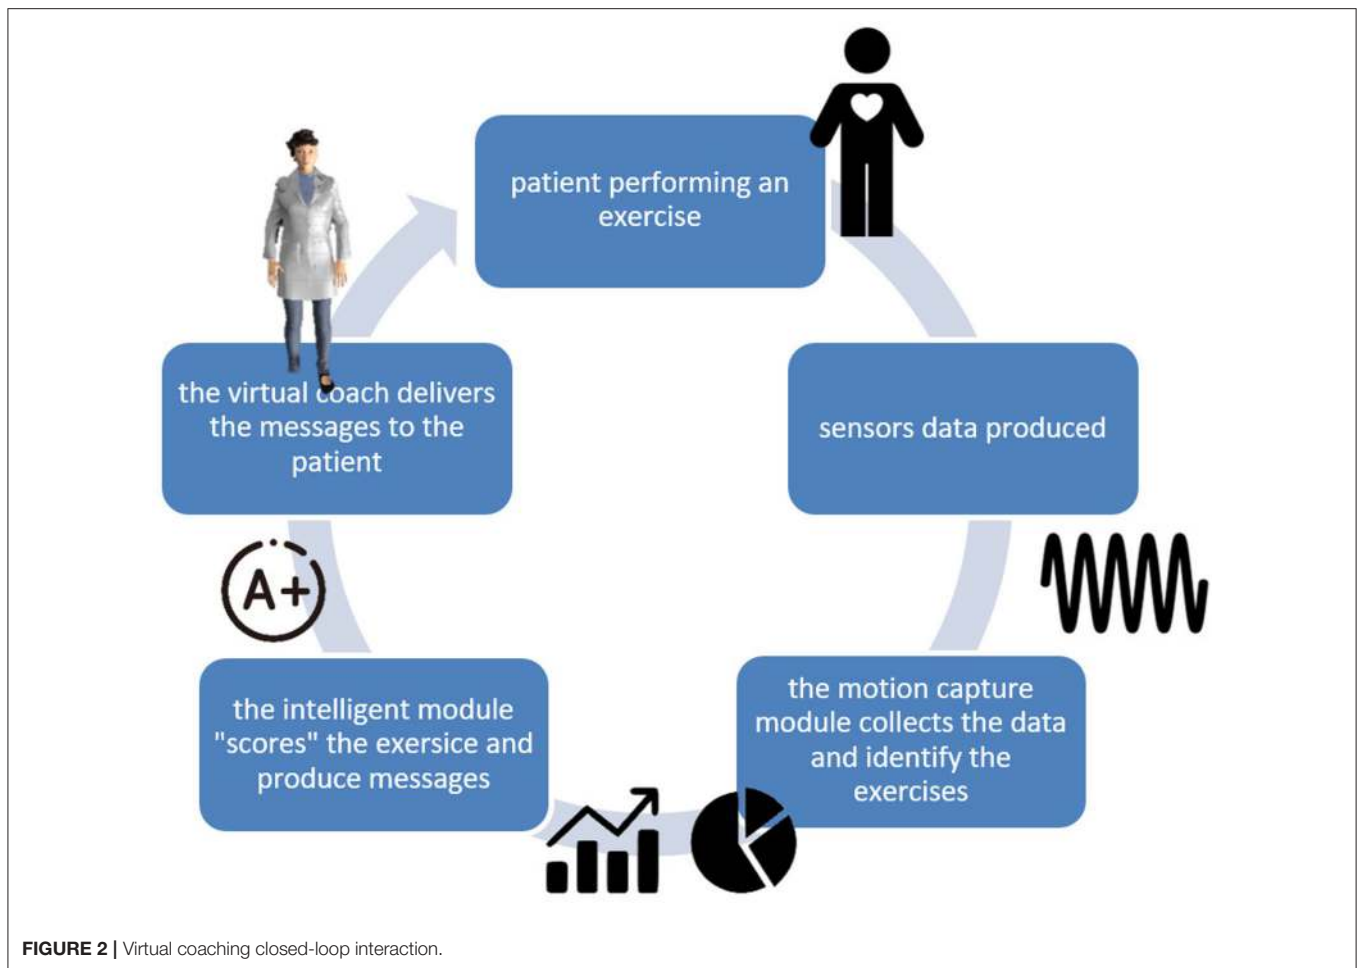 patient performing an
exercise
sensors data produced
the motion capture
module collects the data
and identify the
exercises
the intelligent module
"scores" the exersice and
produce messages
A+
the virtual coach delivers
the messages to the
patient
FIGURE 2 | Virtual coaching closed-loop interaction.